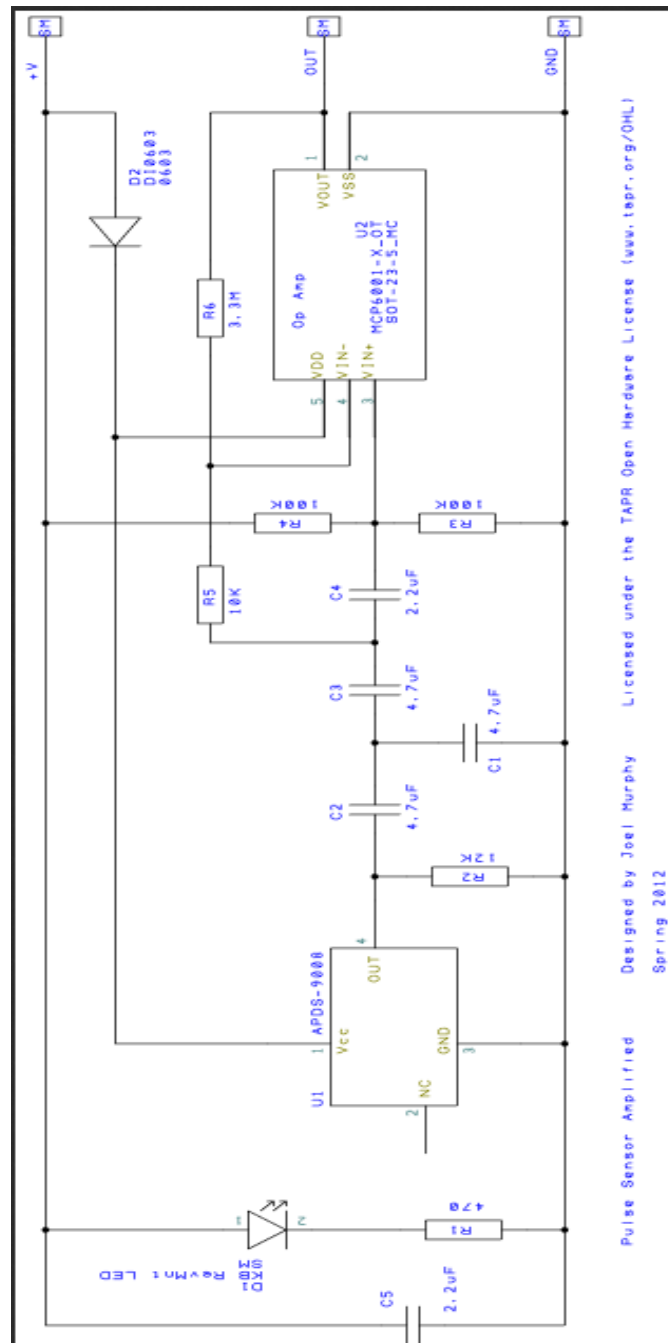 SM
SM
SM
+V
OUT
GND
D2
D10603
0603
1
2
VOUT
VSS
R6
3.3M
Op Amp
U2
MCP6001-X_OT
SOT-23-5_MC
VDD
VIN-
VIN+
5
4
3
R4
100K
R3
100K
R5
10K
C4
2.2uF
C3
4.7uF
C1
4.7uF
C2
4.7uF
R2
12K
4
OUT
APDS-9008
1
Vcc
GND
3
U1
NC
2
1
2
D1
KB RevMnt LED
SM
R1
470
C5
2.2uF
Pulse Sensor Amplified
Designed by Joel Murphy
Licensed under the TAPR Open Hardware License (www.tapr.org/OHL)
Spring 2012